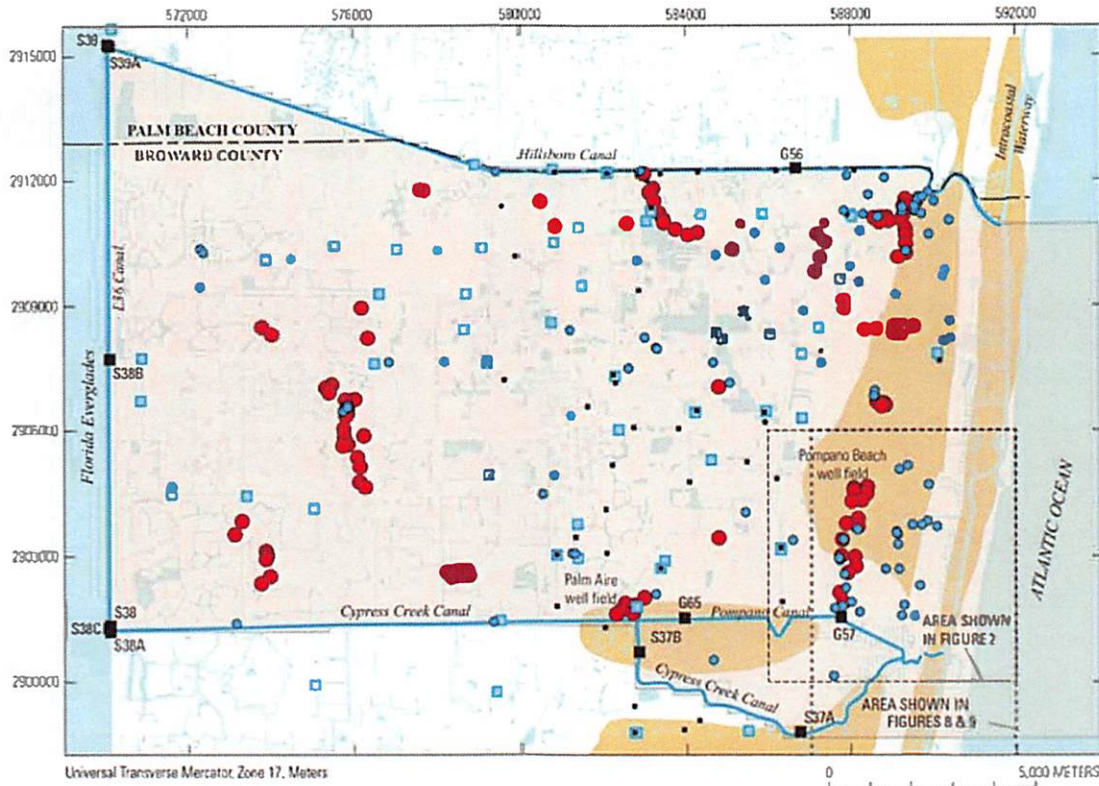 572000 576000 580000 584000 588000 592000
2915000
S39
S39A
PALM BEACH COUNTY
BROWARD COUNTY
Hillsboro Canal
G56
Intracoastal
Waterway
2912000
L36 Canal
2909000
S38B
Florida Everglades
2906000
Pompano Beach
well field
ATLANTIC OCEAN
2903000
Palm Aire
well field
S38
S38C
S38A
Cypress Creek Canal
G65
Pompano Canal
G57
AREA SHOWN
IN FIGURE 2
S37B
2900000
Cypress Creek Canal
S37A
AREA SHOWN IN
FIGURES 8 & 9
Universal Transverse Mercator, Zone 17, Meters
0 5,000 METERS